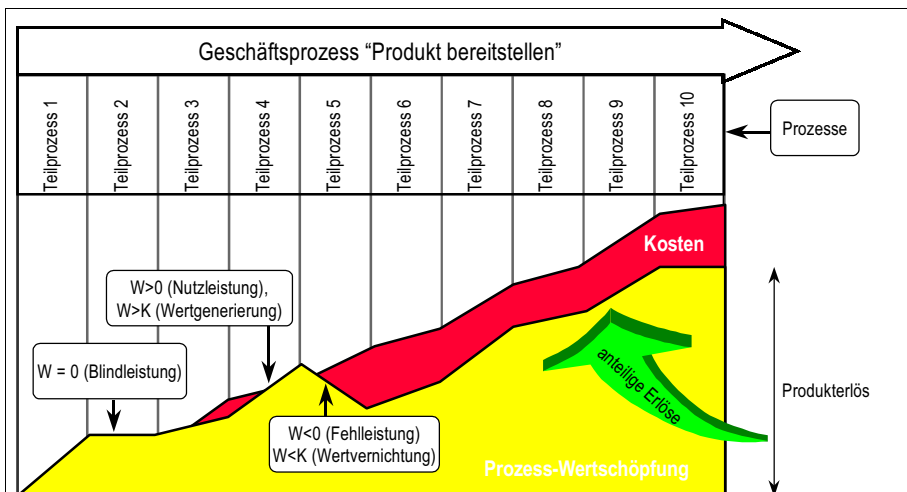 Geschäftsprozess “Produkt bereitstellen”
Teilprozess 1
Teilprozess 2
Teilprozess 3
Teilprozess 4
Teilprozess 5
Teilprozess 6
Teilprozess 7
Teilprozess 8
Teilprozess 9
Teilprozess 10
Prozesse
Kosten
W>0 (Nutzleistung),
W>K (Wertgenerierung)
W = 0 (Blindleistung)
anteilige Erlöse
Produkterlös
W<0 (Fehlleistung)
W<K (Wertvernichtung)
Prozess-Wertschöpfung